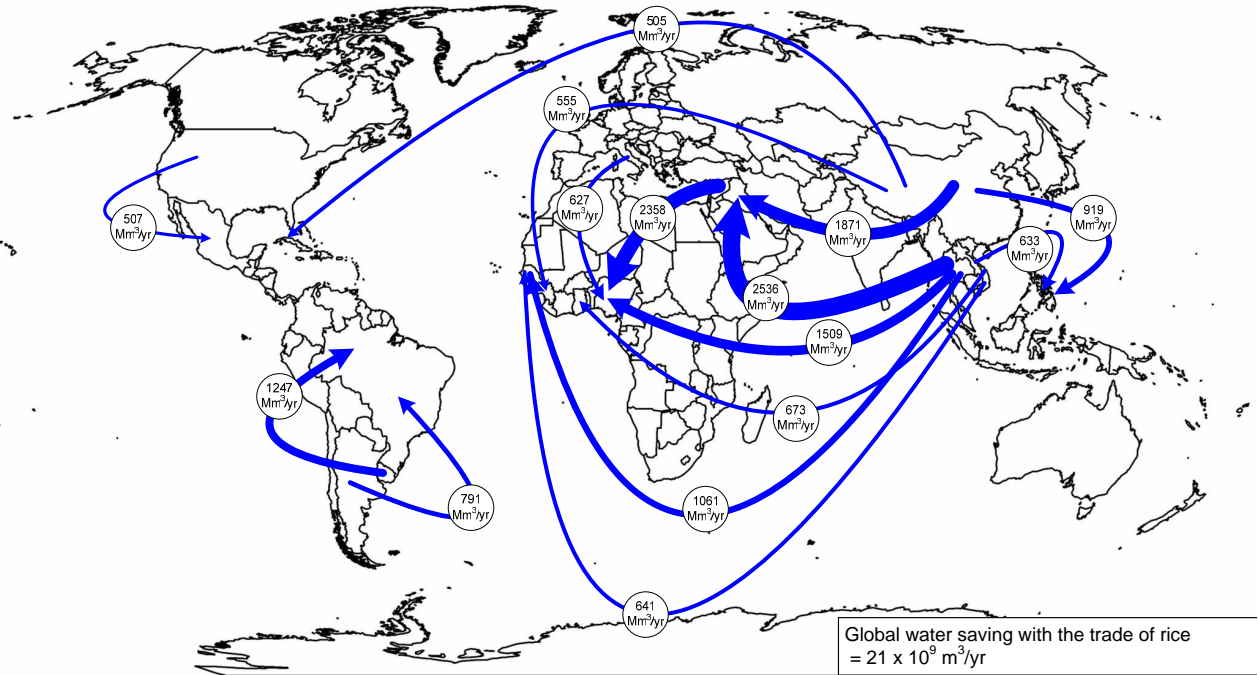 505
Mm³/yr
555
Mm³/yr
627
Mm³/yr
2358
Mm³/yr
507
Mm³/yr
1871
Mm³/yr
919
Mm³/yr
633
Mm³/yr
2536
Mm³/yr
1509
Mm³/yr
1247
Mm³/yr
673
Mm³/yr
791
Mm³/yr
1061
Mm³/yr
641
Mm³/yr
Global water saving with the trade of rice
= 21 x 10⁹ m³/yr